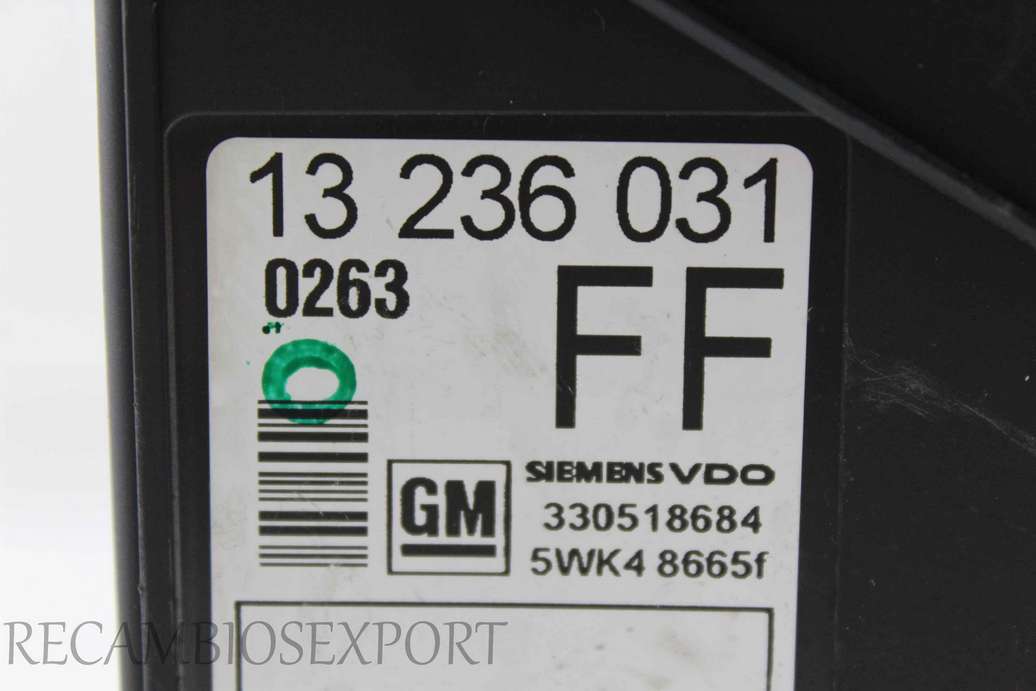 13 236 031
0263
FF
SIEMENS VDO
GM
330518684
5WK4 8665f
RECAMBIOSEXPORT